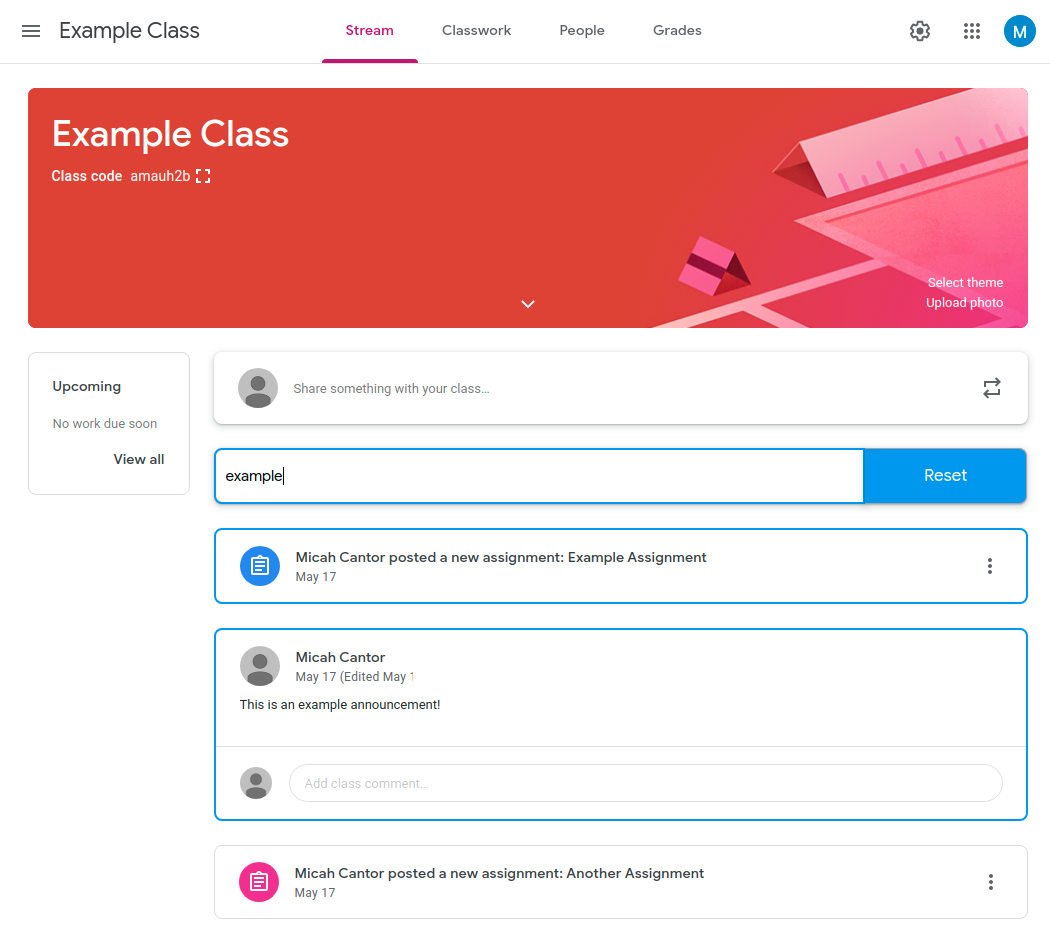 Example Class
Stream
Classwork
People
Grades
M
Example Class
Class code amauh2b
Select theme
Upload photo
Upcoming
No work due soon
View all
Share something with your class...
example
Reset
Micah Cantor posted a new assignment: Example Assignment
May 17
Micah Cantor
May 17 (Edited May 1
This is an example announcement!
Add class comment...
Micah Cantor posted a new assignment: Another Assignment
May 17